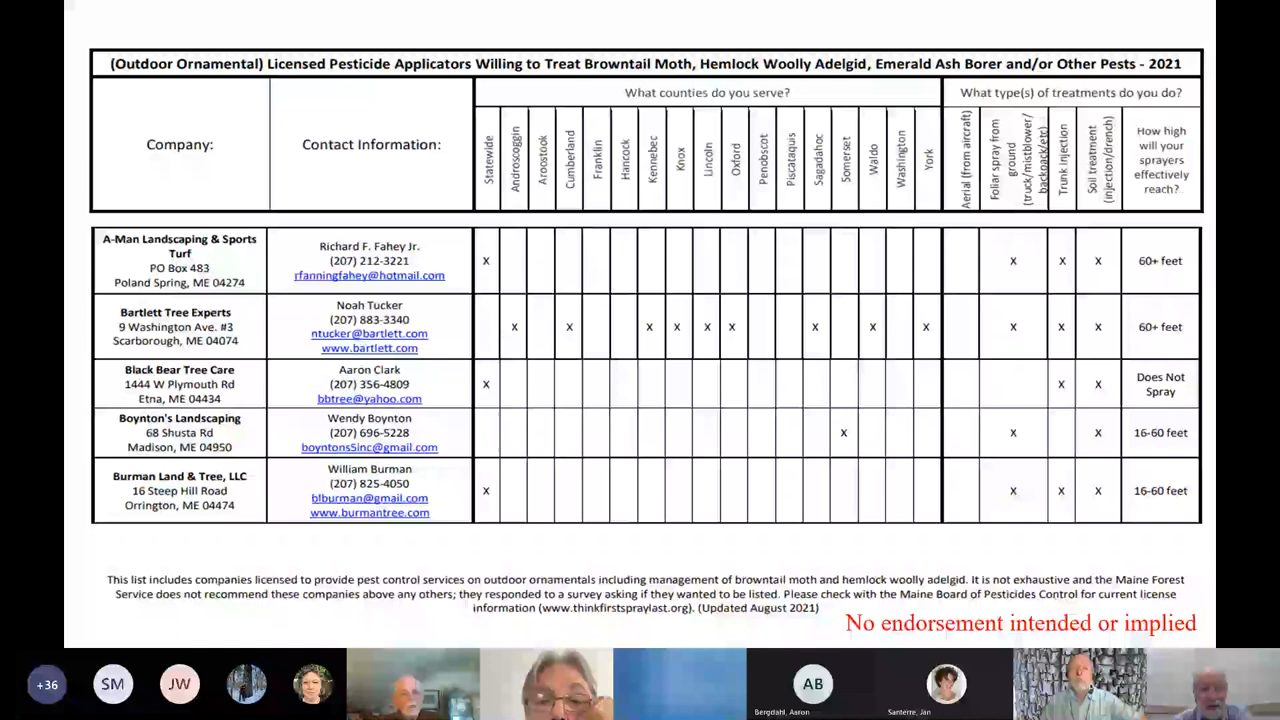 (Outdoor Ornamental) Licensed Pesticide Applicators Willing to Treat Browntail Moth, Hemlock Woolly Adelgid, Emerald Ash Borer and/or Other Pests - 2021
Company:
Contact Information:
What counties do you serve?
What type(s) of treatments do you do?
Statewide
Androscoggin
Aroostook
Cumberland
Franklin
Hancock
Kennebec
Knox
Lincoln
Oxford
Penobscot
Piscataquis
Sagadahoc
Somerset
Waldo
Washington
York
Aerial (from aircraft)
Foliar spray from
ground
(truck/mistblower/
backpack/etc)
Trunk injection
Soil treatment
(injection/drench)
How high
will your
sprayers
effectively
reach?
A-Man Landscaping & Sports
Turf
PO Box 483
Poland Spring, ME 04274
Richard F. Fahey Jr.
(207) 212-3221
rfanningfahey@hotmail.com
x x x x
60+ feet
Bartlett Tree Experts
9 Washington Ave. #3
Scarborough, ME 04074
Noah Tucker
(207) 883-3340
ntucker@bartlett.com
www.bartlett.com
x x x x x x x x x x x x
60+ feet
Black Bear Tree Care
1444 W Plymouth Rd
Etna, ME 04434
Aaron Clark
(207) 356-4809
bbtree@yahoo.com
x x x
Does Not
Spray
Boynton's Landscaping
68 Shusta Rd
Madison, ME 04950
Wendy Boynton
(207) 696-5228
boyntons5inc@gmail.com
x x x
16-60 feet
Burman Land & Tree, LLC
16 Steep Hill Road
Orrington, ME 04474
William Burman
(207) 825-4050
blburman@gmail.com
www.burmantree.com
x x x x
16-60 feet
This list includes companies licensed to provide pest control services on outdoor ornamentals including management of browntail moth and hemlock woolly adelgid. It is not exhaustive and the Maine Forest
Service does not recommend these companies above any others; they responded to a survey asking if they wanted to be listed. Please check with the Maine Board of Pesticides Control for current license
information (www.thinkfirstspraylast.org). (Updated August 2021)
No endorsement intended or implied
+36
SM
JW
AB
Bergdahl, Aaron
Santerre, Jan